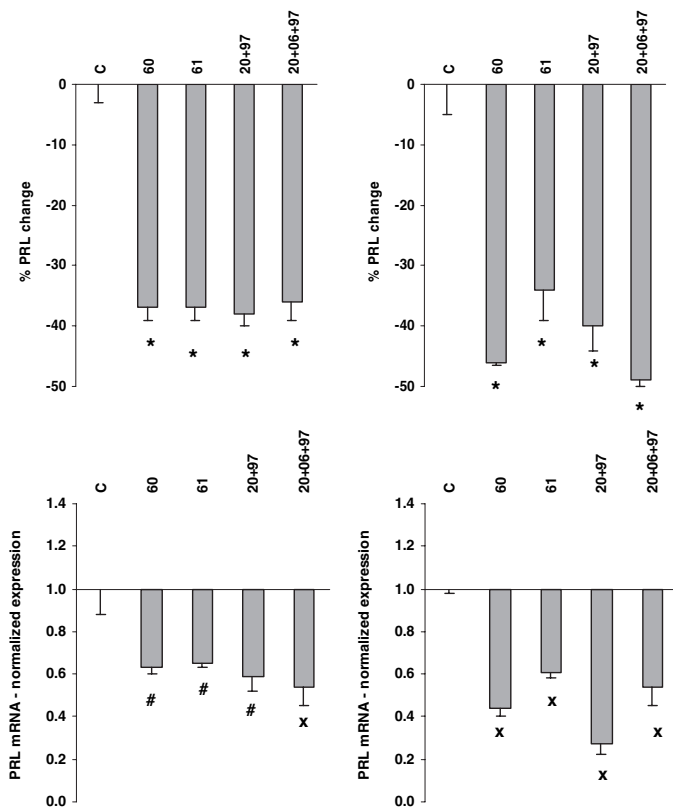 C 60 61 20+97 20+06+97
0
-10
-20
-30
-40
-50
% PRL change
* * * *
C 60 61 20+97 20+06+97
0
-10
-20
-30
-40
-50
% PRL change
* * * *
C 60 61 20+97 20+06+97
1.4
1.2
1.0
0.8
0.6
0.4
0.2
0.0
PRL mRNA - normalized expression
# # # x
C 60 61 20+97 20+06+97
1.4
1.2
1.0
0.8
0.6
0.4
0.2
0.0
PRL mRNA - normalized expression
x x x x